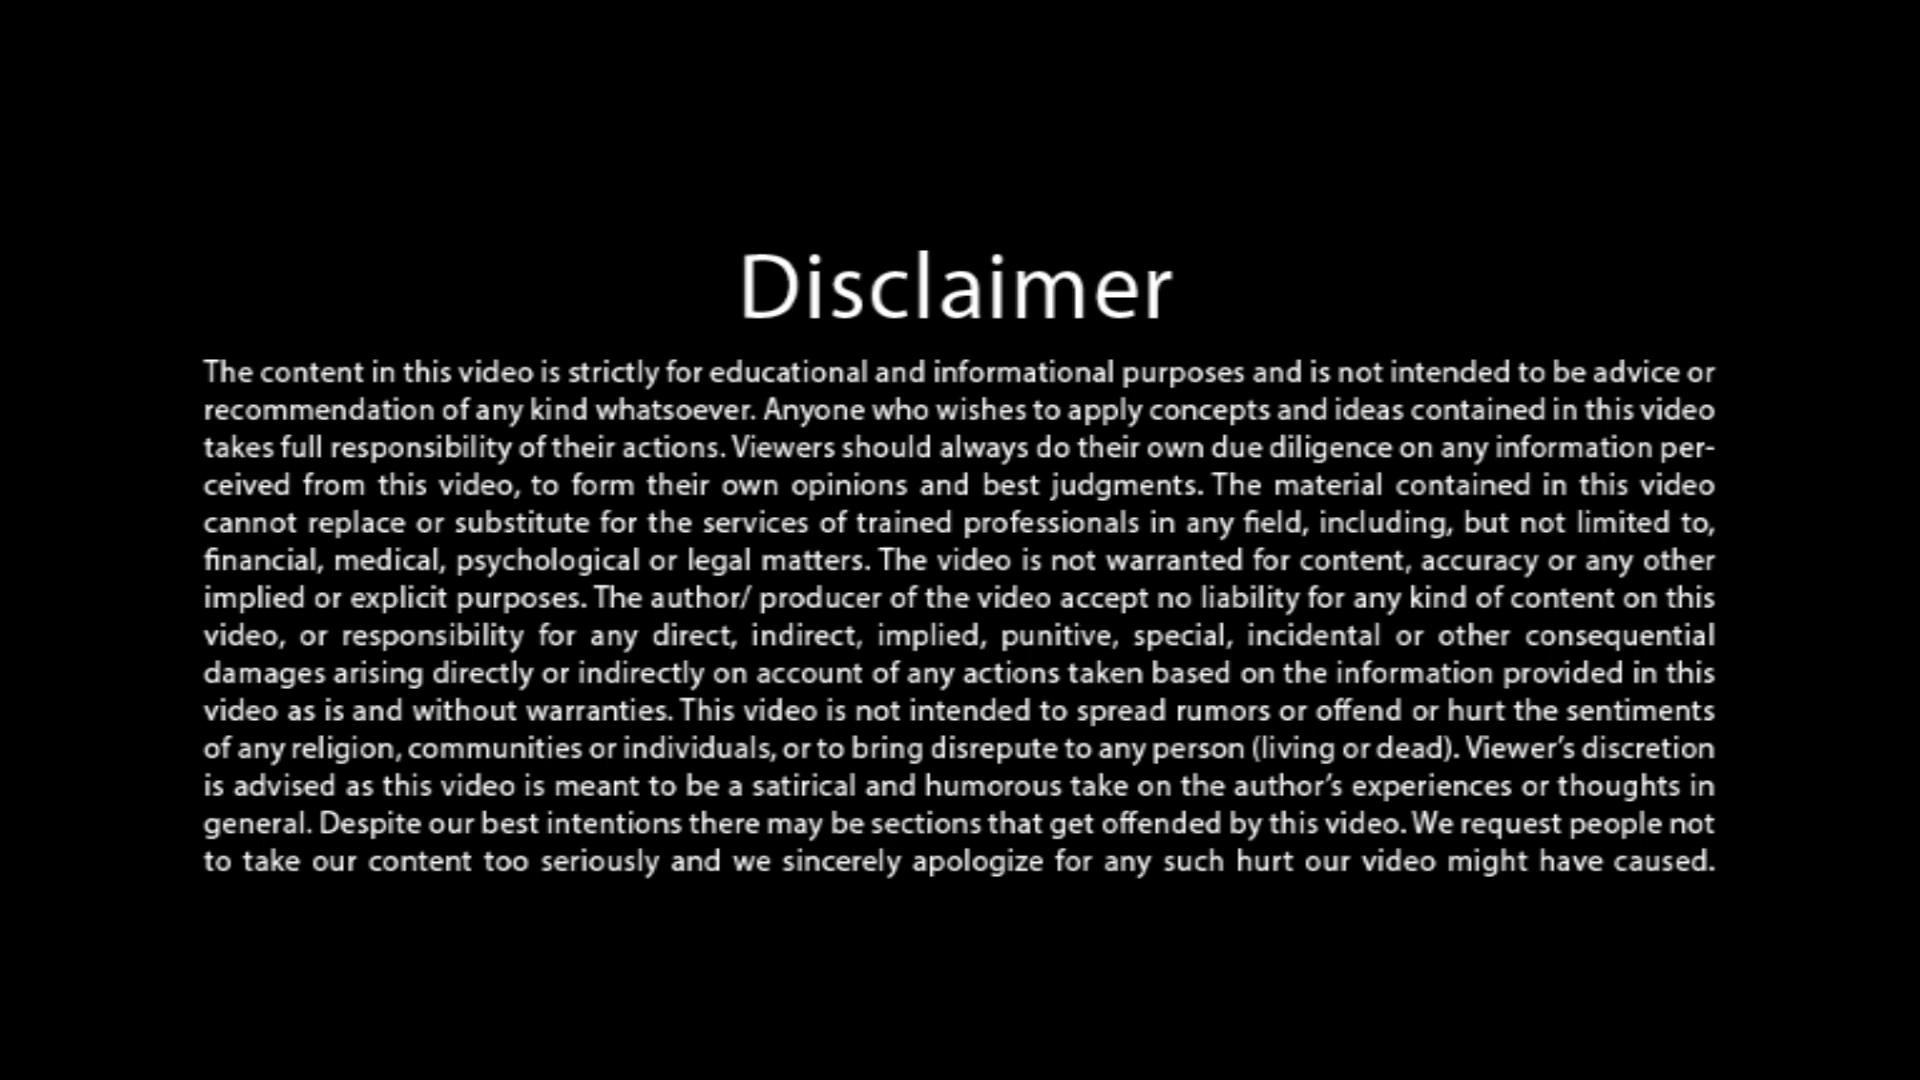 Disclaimer
The content in this video is strictly for educational and informational purposes and is not intended to be advice or
recommendation of any kind whatsoever. Anyone who wishes to apply concepts and ideas contained in this video
takes full responsibility of their actions. Viewers should always do their own due diligence on any information per-
ceived from this video, to form their own opinions and best judgments. The material contained in this video
cannot replace or substitute for the services of trained professionals in any field, including, but not limited to,
financial, medical, psychological or legal matters. The video is not warranted for content, accuracy or any other
implied or explicit purposes. The author/ producer of the video accept no liability for any kind of content on this
video, or responsibility for any direct, indirect, implied, punitive, special, incidental or other consequential
damages arising directly or indirectly on account of any actions taken based on the information provided in this
video as is and without warranties. This video is not intended to spread rumors or offend or hurt the sentiments
of any religion, communities or individuals, or to bring disrepute to any person (living or dead). Viewer’s discretion
is advised as this video is meant to be a satirical and humorous take on the author’s experiences or thoughts in
general. Despite our best intentions there may be sections that get offended by this video. We request people not
to take our content too seriously and we sincerely apologize for any such hurt our video might have caused.